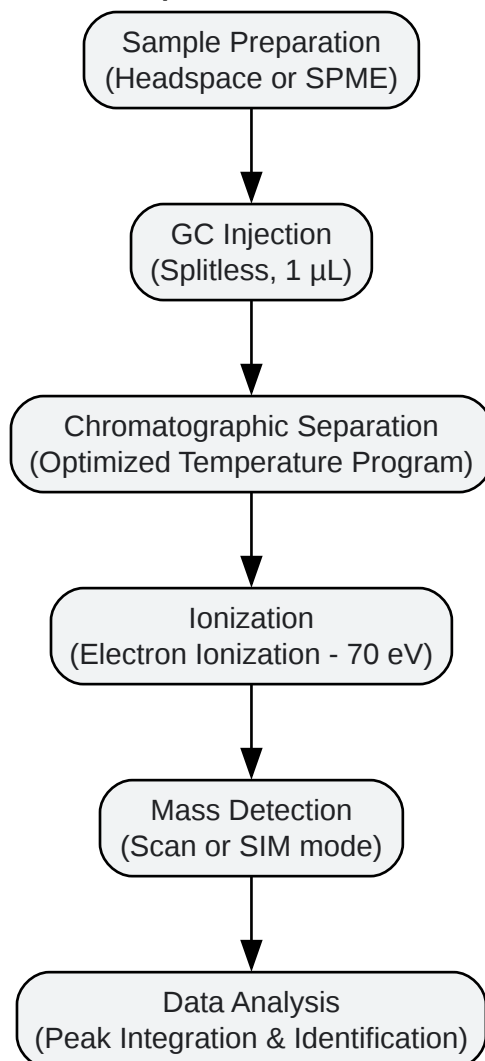 Sample Preparation
(Headspace or SPME)
GC Injection
(Splitless, 1 µL)
Chromatographic Separation
(Optimized Temperature Program)
Ionization
(Electron Ionization - 70 eV)
Mass Detection
(Scan or SIM mode)
Data Analysis
(Peak Integration & Identification)